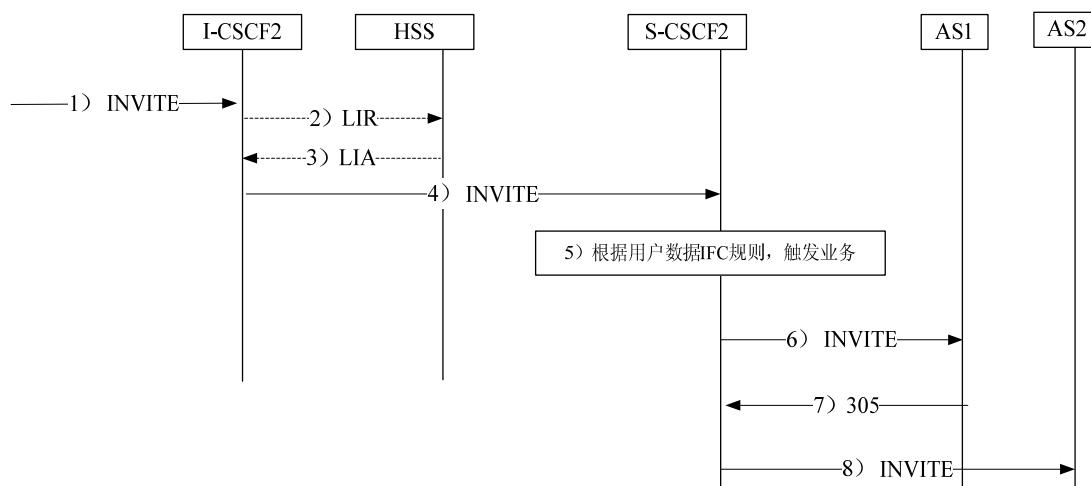 I-CSCF2
HSS
S-CSCF2
AS1
AS2
1） INVITE
2）LIR
3）LIA
4） INVITE
5）根据用户数据IFC规则，触发业务
6） INVITE
7）305
8） INVITE